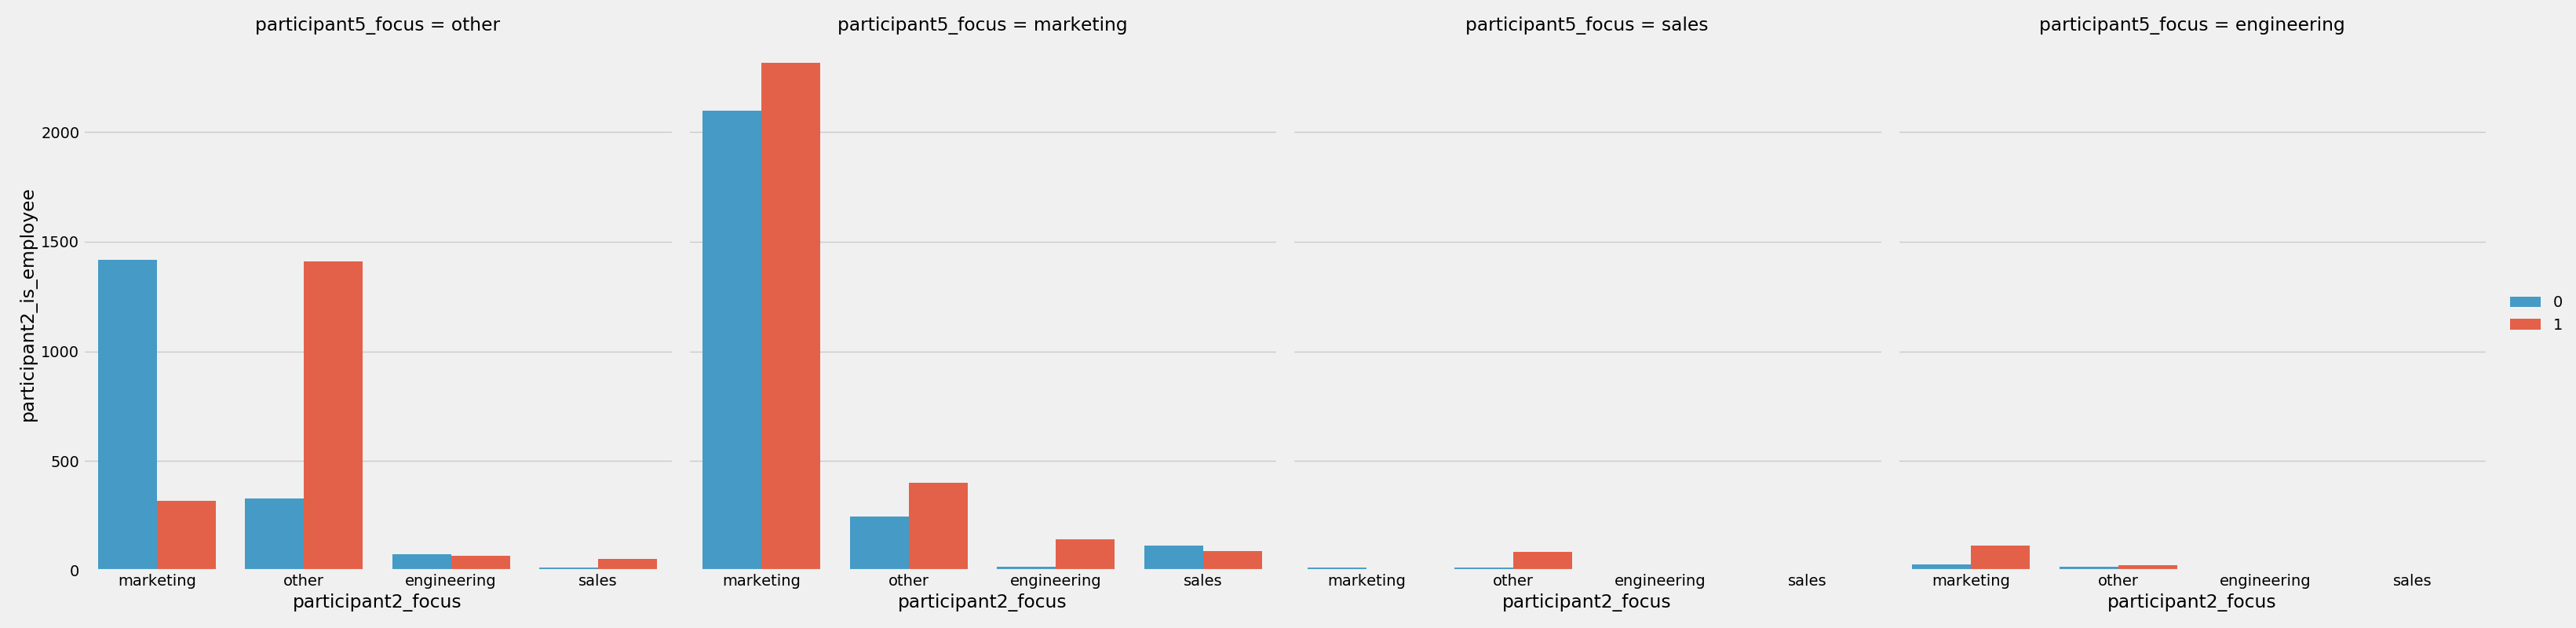 participant5_focus = other
participant5_focus = marketing
participant5_focus = sales
participant5_focus = engineering
participant2_is_employee
2000
1500
1000
500
0
0
1
marketing other engineering sales
marketing other engineering sales
marketing other engineering sales
marketing other engineering sales
participant2_focus
participant2_focus
participant2_focus
participant2_focus